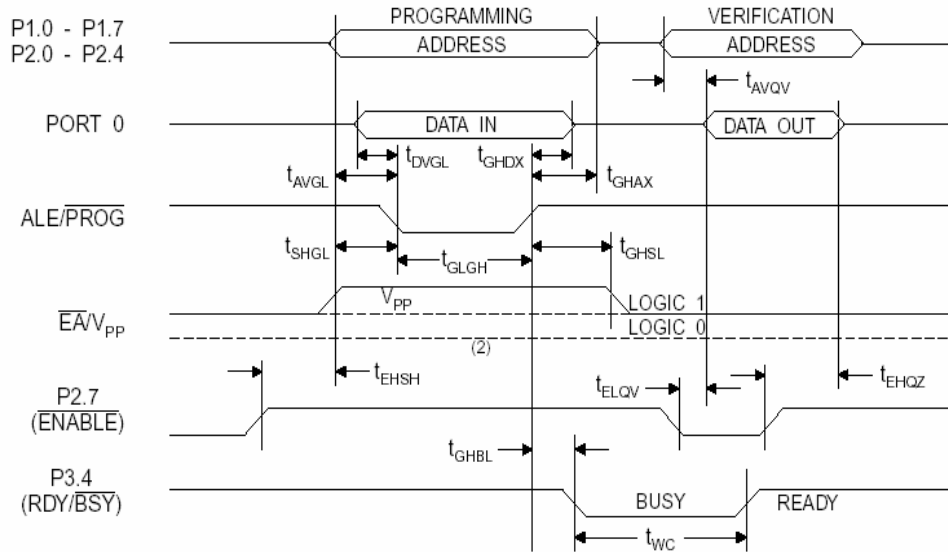 PROGRAMMING VERIFICATION
P1.0 - P1.7
P2.0 - P2.4
ADDRESS ADDRESS
tAVQV
PORT 0 DATA IN DATA OUT
tDVGL tGHDX
tAVGL tGHAX
ALE/PROG
tSHGL tGLGH tGHSL
VPP LOGIC 1
EA/VPP LOGIC 0
(2)
tEHSH tELQV tEHQZ
P2.7
(ENABLE)
tGHBL
P3.4
(RDY/BSY) BUSY READY
tWC